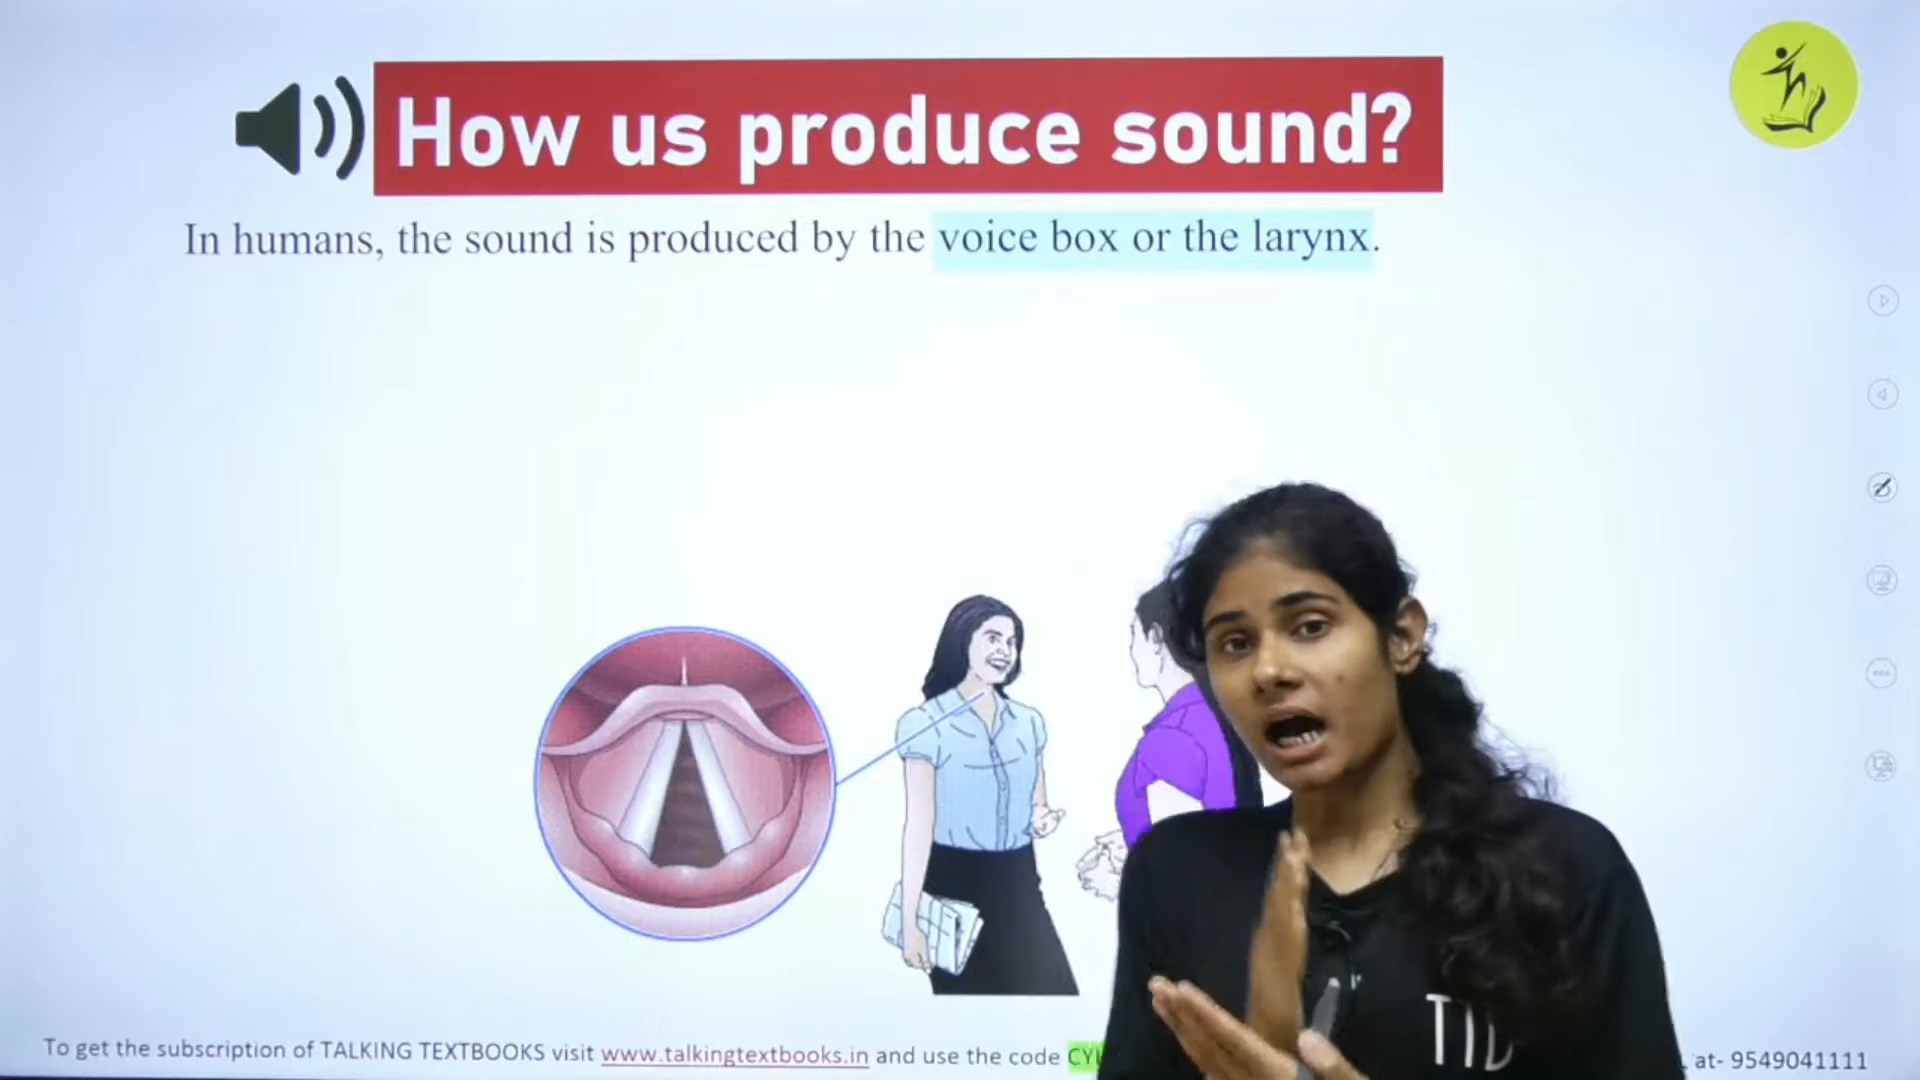 How us produce sound?
In humans, the sound is produced by the voice box or the larynx.
To get the subscription of TALKING TEXTBOOKS visit www.talkingtextbooks.in and use the code at- 9549041111